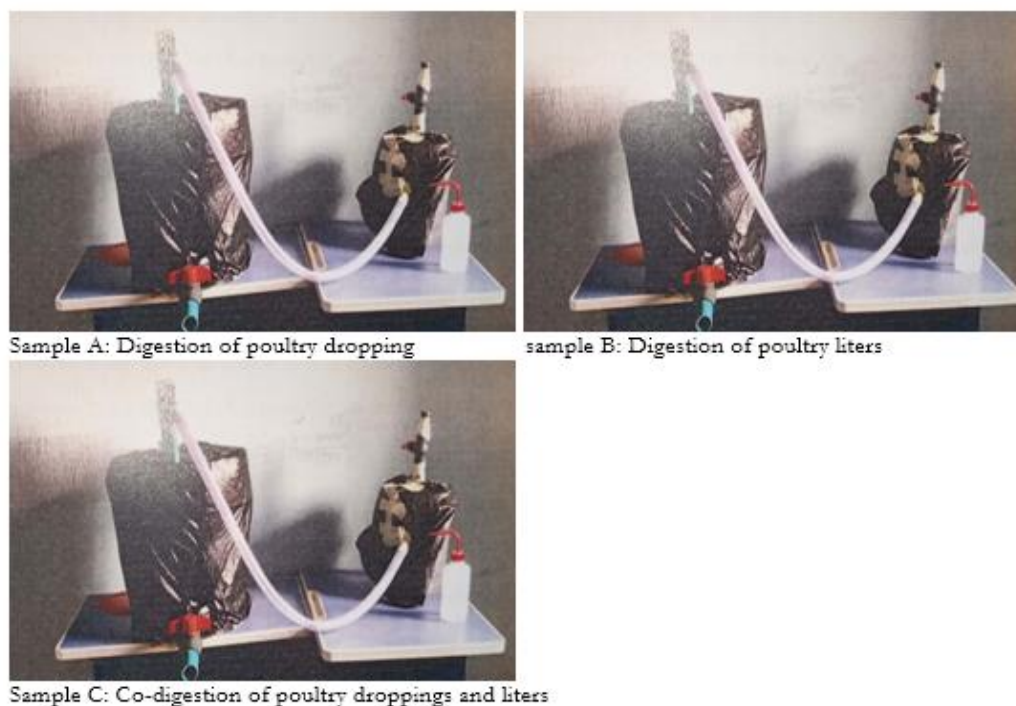 Sample A: Digestion of poultry dropping
sample B: Digestion of poultry liters
Sample C: Co-digestion of poultry droppings and liters